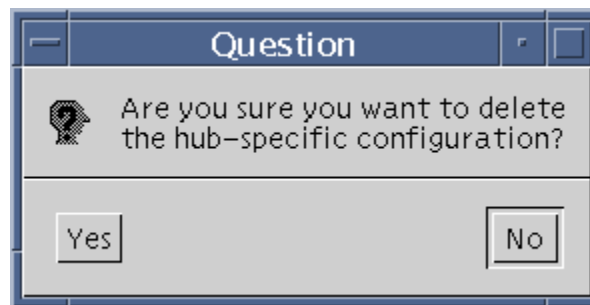 Question
Are you sure you want to delete
the hub-specific configuration?
Yes
No